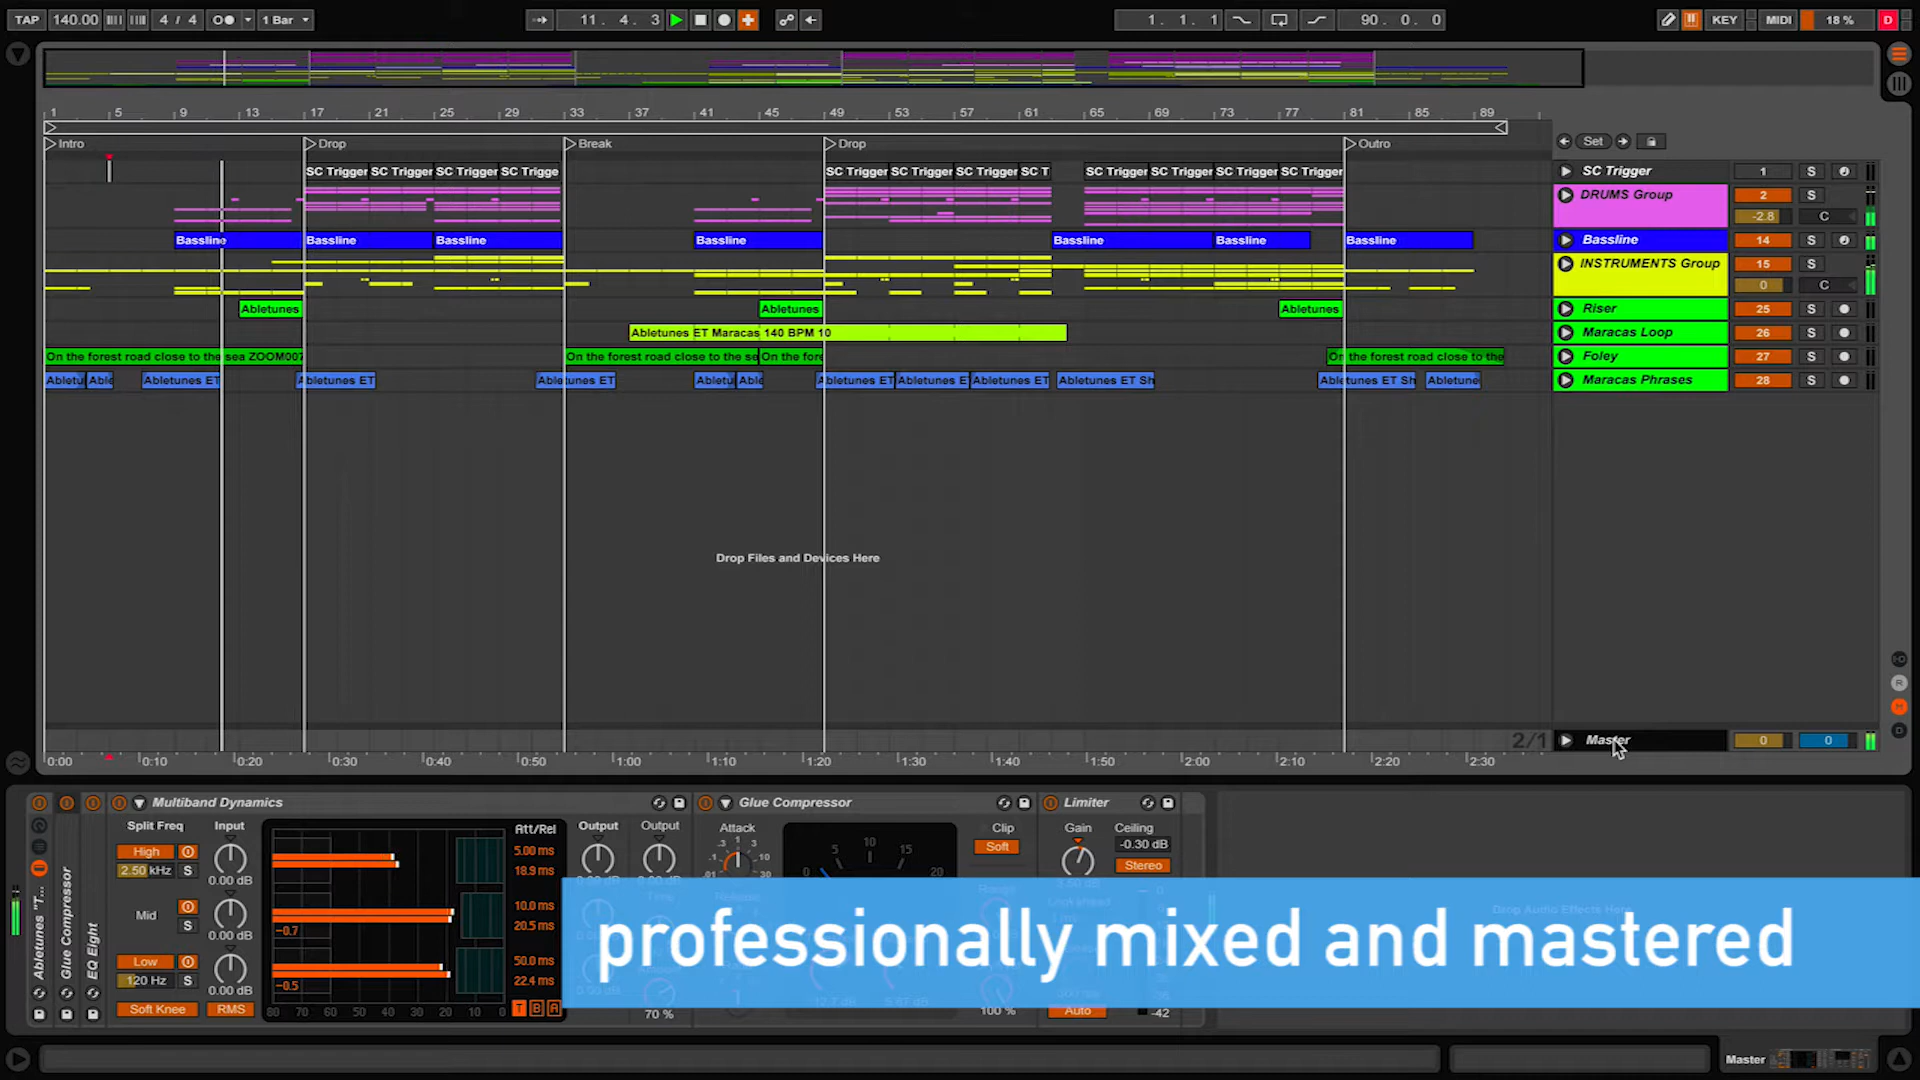 TAP 140.00 4 / 4 1 Bar 11. 4. 3 1. 1. 1 90. 0. 0 KEY MIDI 18 % D
1 5 9 13 17 21 25 29 33 37 41 45 49 53 57 61 65 69 73 77 81 85 89
Intro Drop Break Drop Outro Set
SC Trigger SC Trigger SC Trigger SC Trigge SC Trigger SC Trigger SC Trigger SC T SC Trigger SC Trigger SC Trigger SC Trigger SC Trigger 1 S
DRUMS Group 2 S
-2.8 C
Bassline Bassline Bassline Bassline Bassline Bassline Bassline Bassline 14 S
INSTRUMENTS Group 15 S
0 C
Abletunes Abletunes Abletunes Riser 25 S
Abletunes ET Maracas 140 BPM 10 Maracas Loop 26 S
On the forest road close to the sea ZOOM007 On the forest road close to the se On the fore On the forest road close to the Foley 27 S
Abletu Able Abletunes ET Abletunes ET Abletunes ET Abletu Able Abletunes ET Abletunes E Abletunes ET Abletunes ET Sh Abletunes ET Sh Abletune Maracas Phrases 28 S
Drop Files and Devices Here
2/1 Master 0 0
0:00 0:10 0:20 0:30 0:40 0:50 1:00 1:10 1:20 1:30 1:40 1:50 2:00 2:10 2:20 2:30
Multiband Dynamics Glue Compressor Limiter
Split Freq Input Att/Rel Output Output Attack Clip Gain Ceiling
High 5.00 ms Soft -0.30 dB
2.50 kHz S 0.00 dB 18.9 ms Stereo
Mid 10.0 ms
S 0.00 dB -0.7 20.5 ms
Low 50.0 ms
120 Hz S 0.00 dB -0.5 22.4 ms
Soft Knee RMS 80 70 60 50 40 30 20 10 0 T B A 70 % 100 % Auto -42
Abletunes "T... Glue Compressor EQ Eight
professionally mixed and mastered
Master